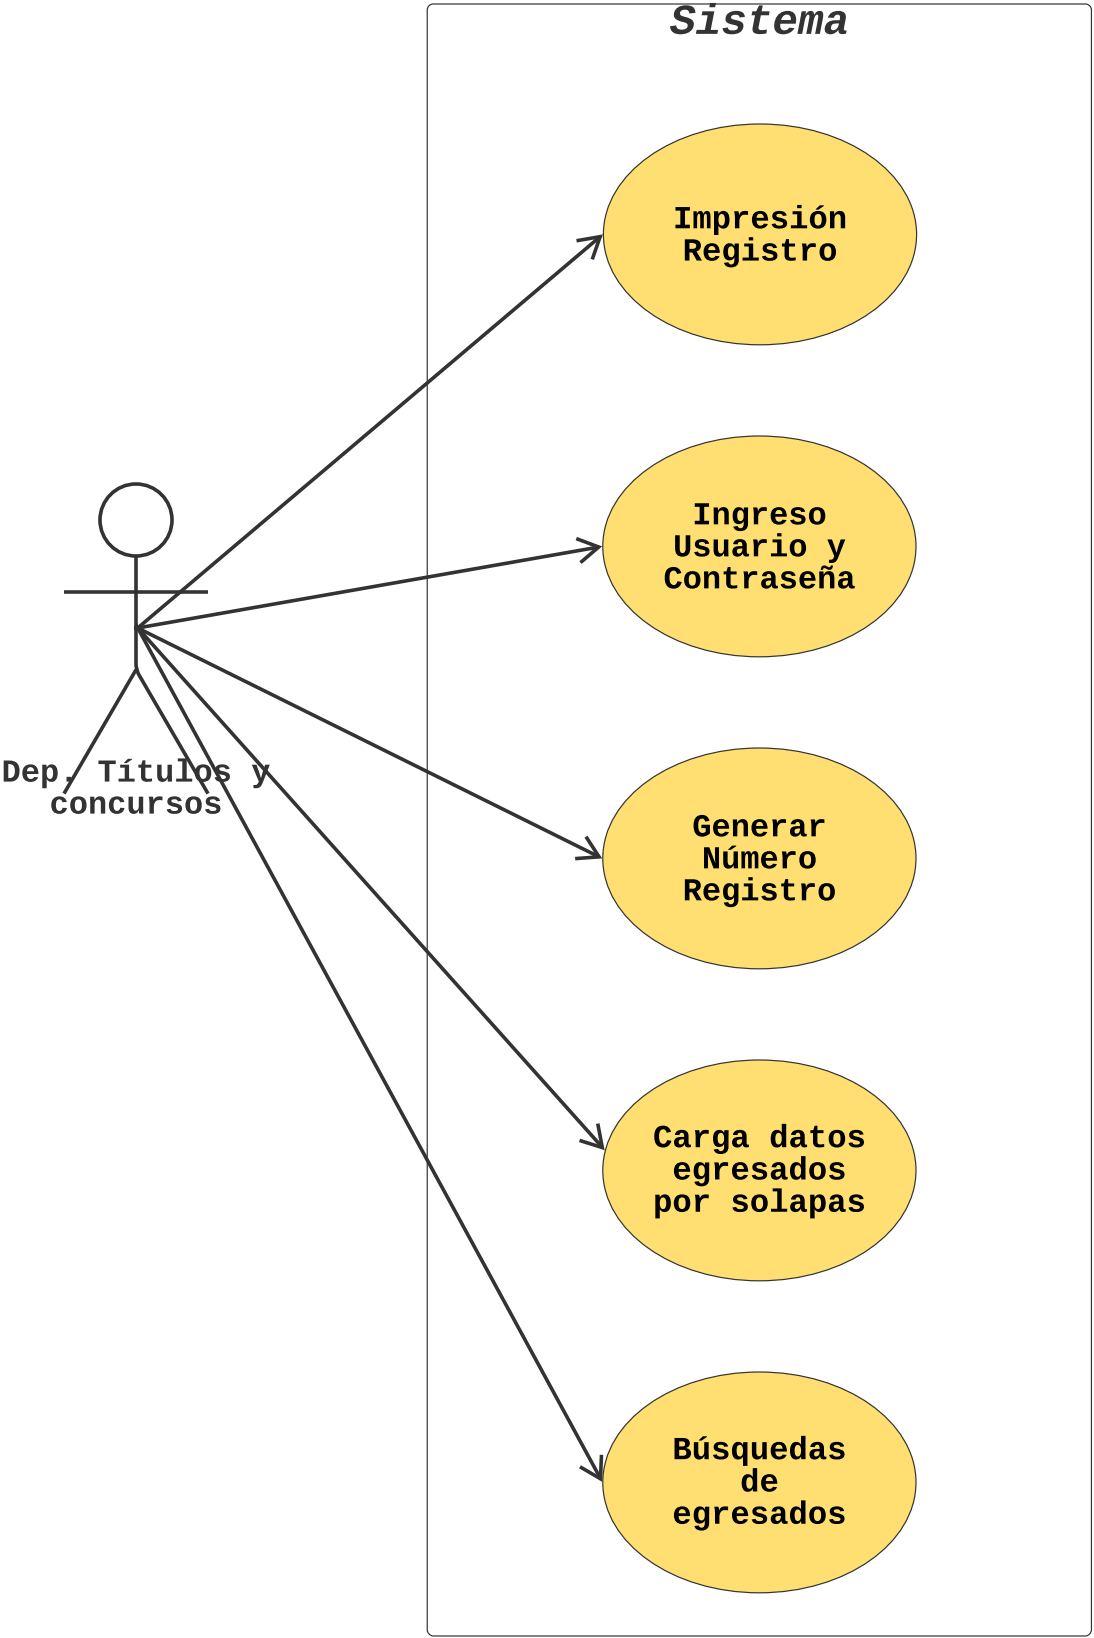 Sistema
Impresión
Registro
Ingreso
Usuario y
Contraseña
Dep. Títulos y
concursos
Generar
Número
Registro
Carga datos
egresados
por solapas
Búsquedas
de
egresados